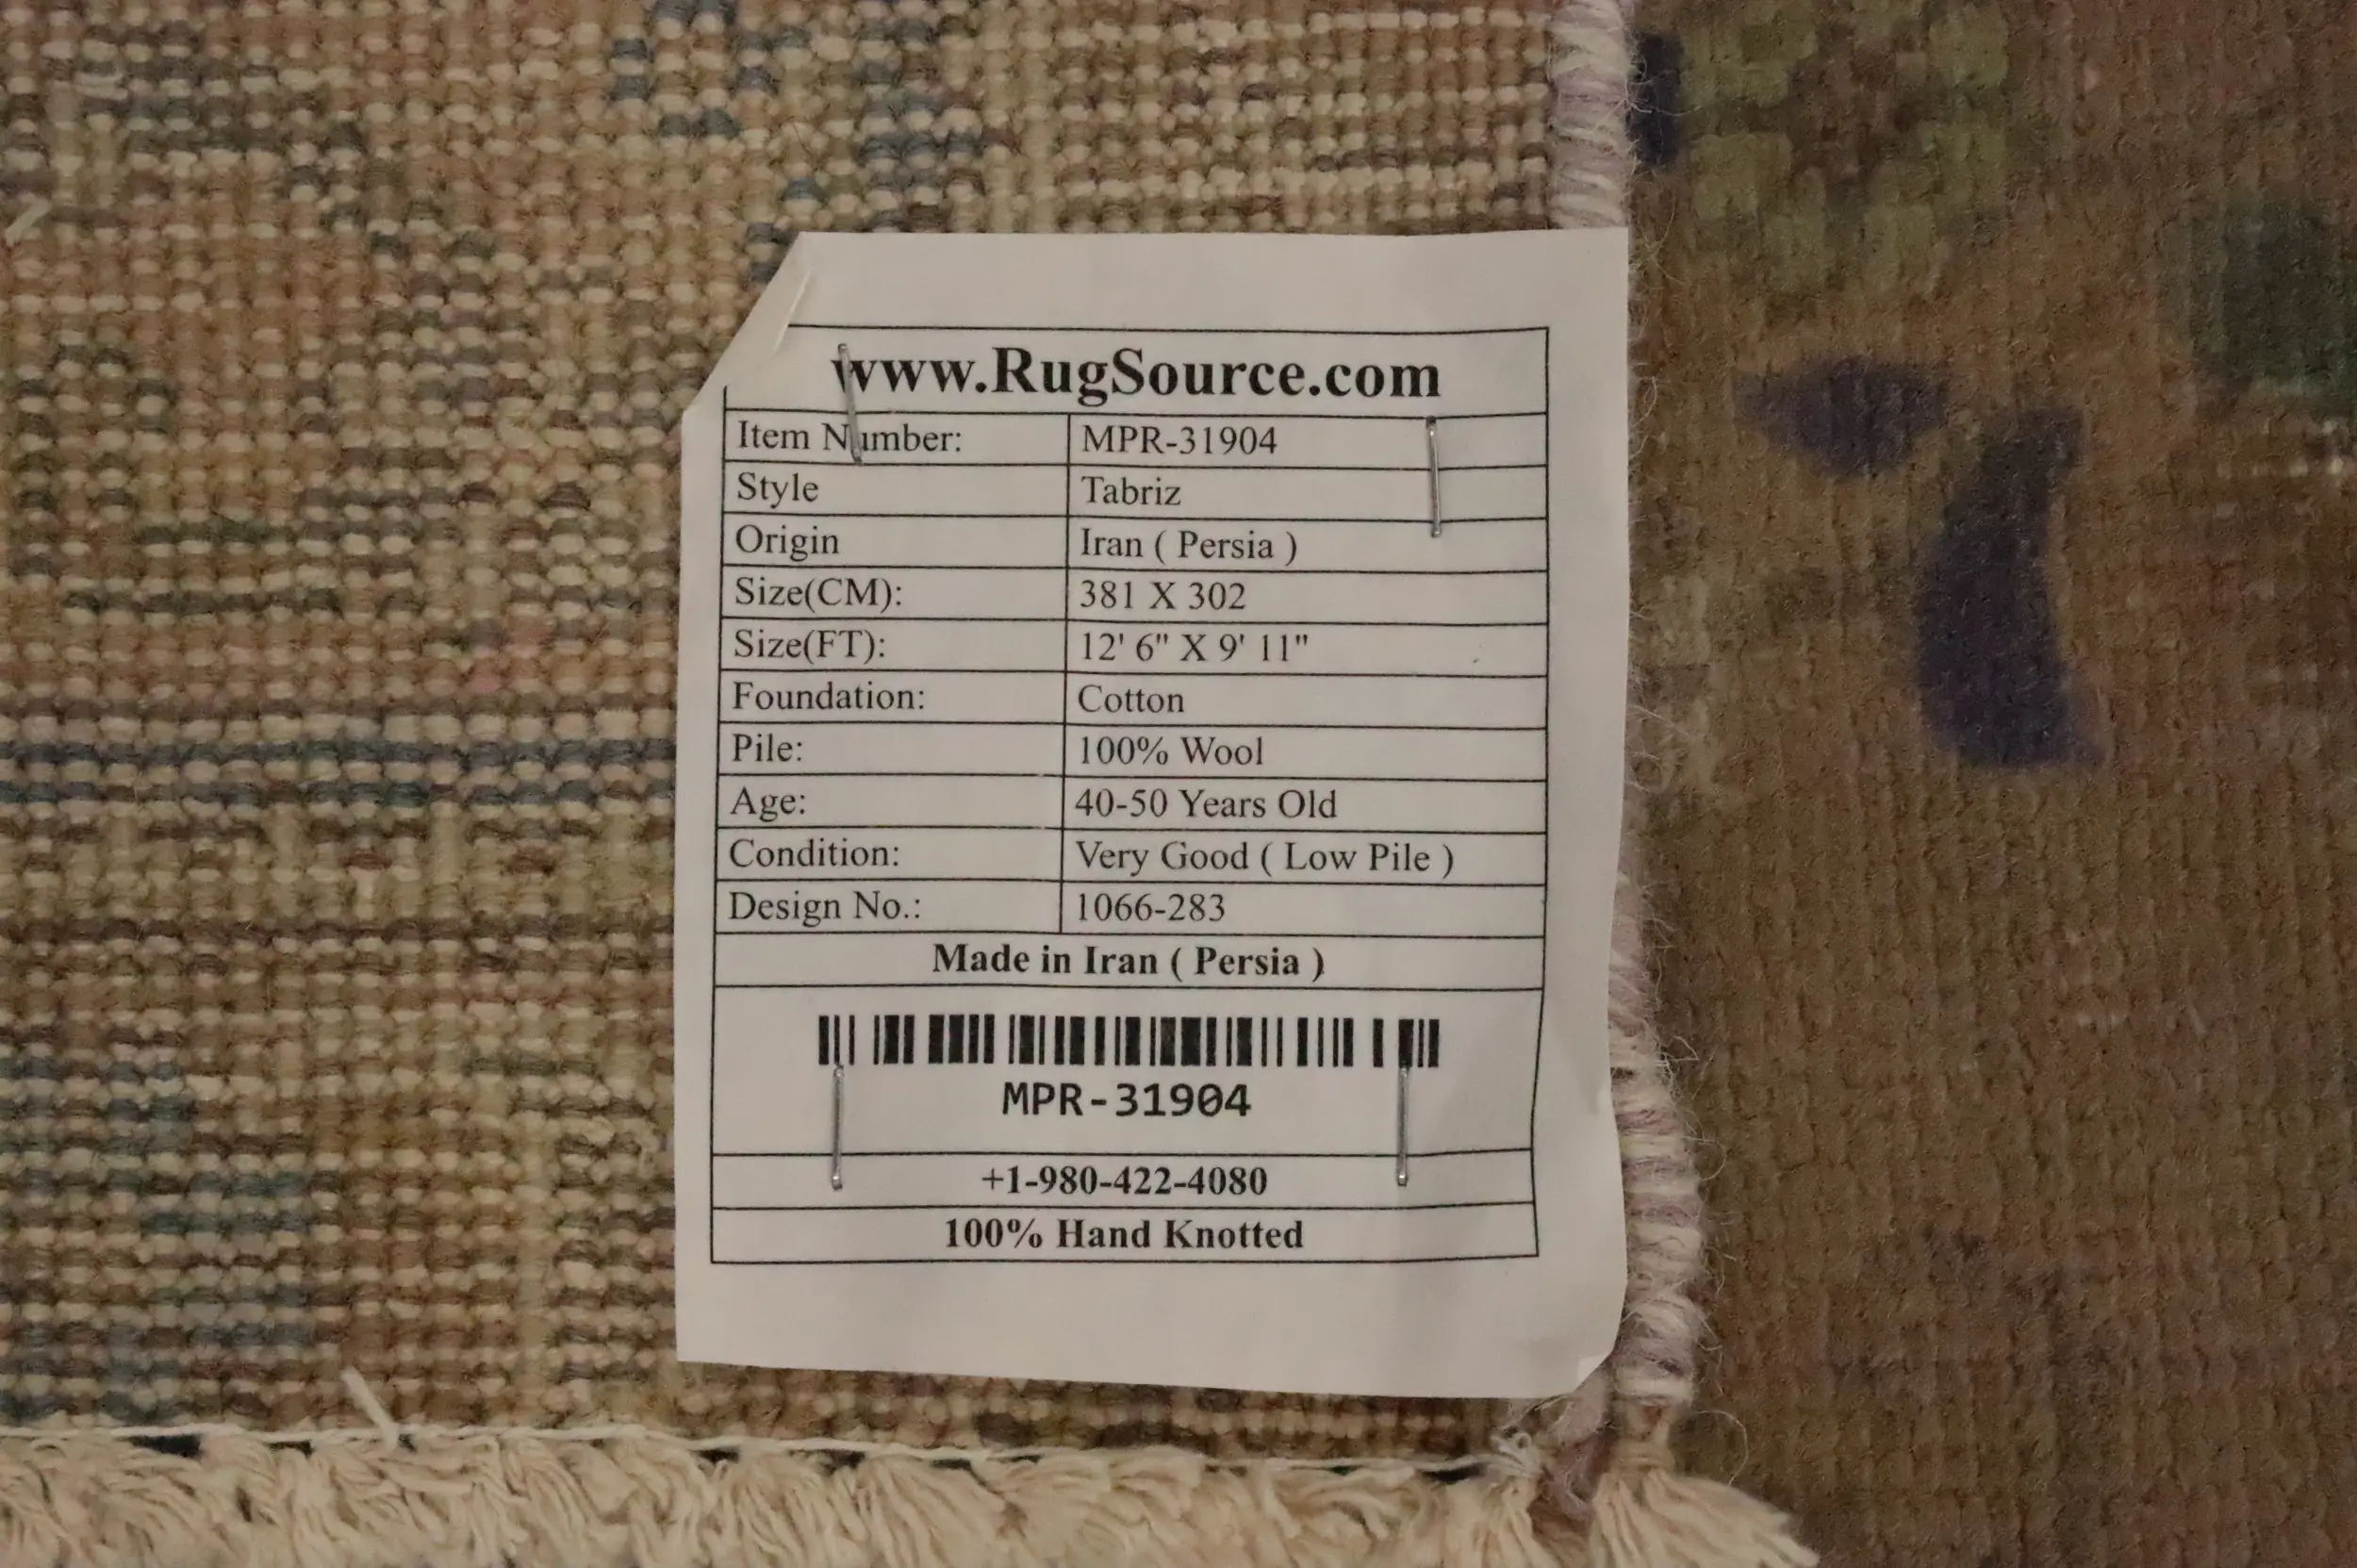 www.RugSource.com
Item Number: MPR-31904
Style Tabriz
Origin Iran ( Persia )
Size(CM): 381 X 302
Size(FT): 12' 6" X 9' 11"
Foundation: Cotton
Pile: 100% Wool
Age: 40-50 Years Old
Condition: Very Good ( Low Pile )
Design No.: 1066-283
Made in Iran ( Persia )
MPR-31904
+1-980-422-4080
100% Hand Knotted